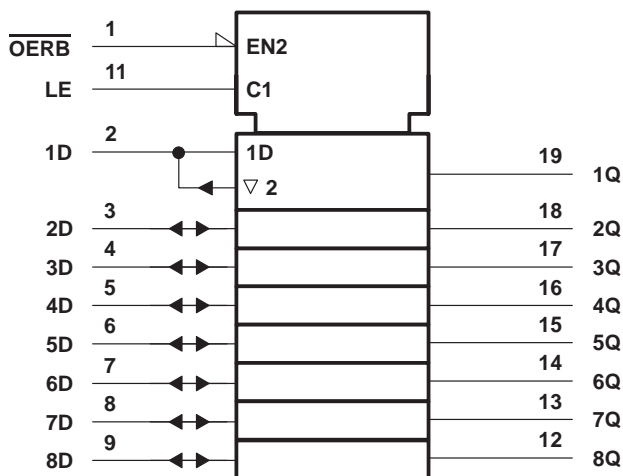 OERB 1 EN2
LE 11 C1
1D 2 1D 19 1Q
▽ 2
2D 3 18 2Q
3D 4 17 3Q
4D 5 16 4Q
5D 6 15 5Q
6D 7 14 6Q
7D 8 13 7Q
8D 9 12 8Q